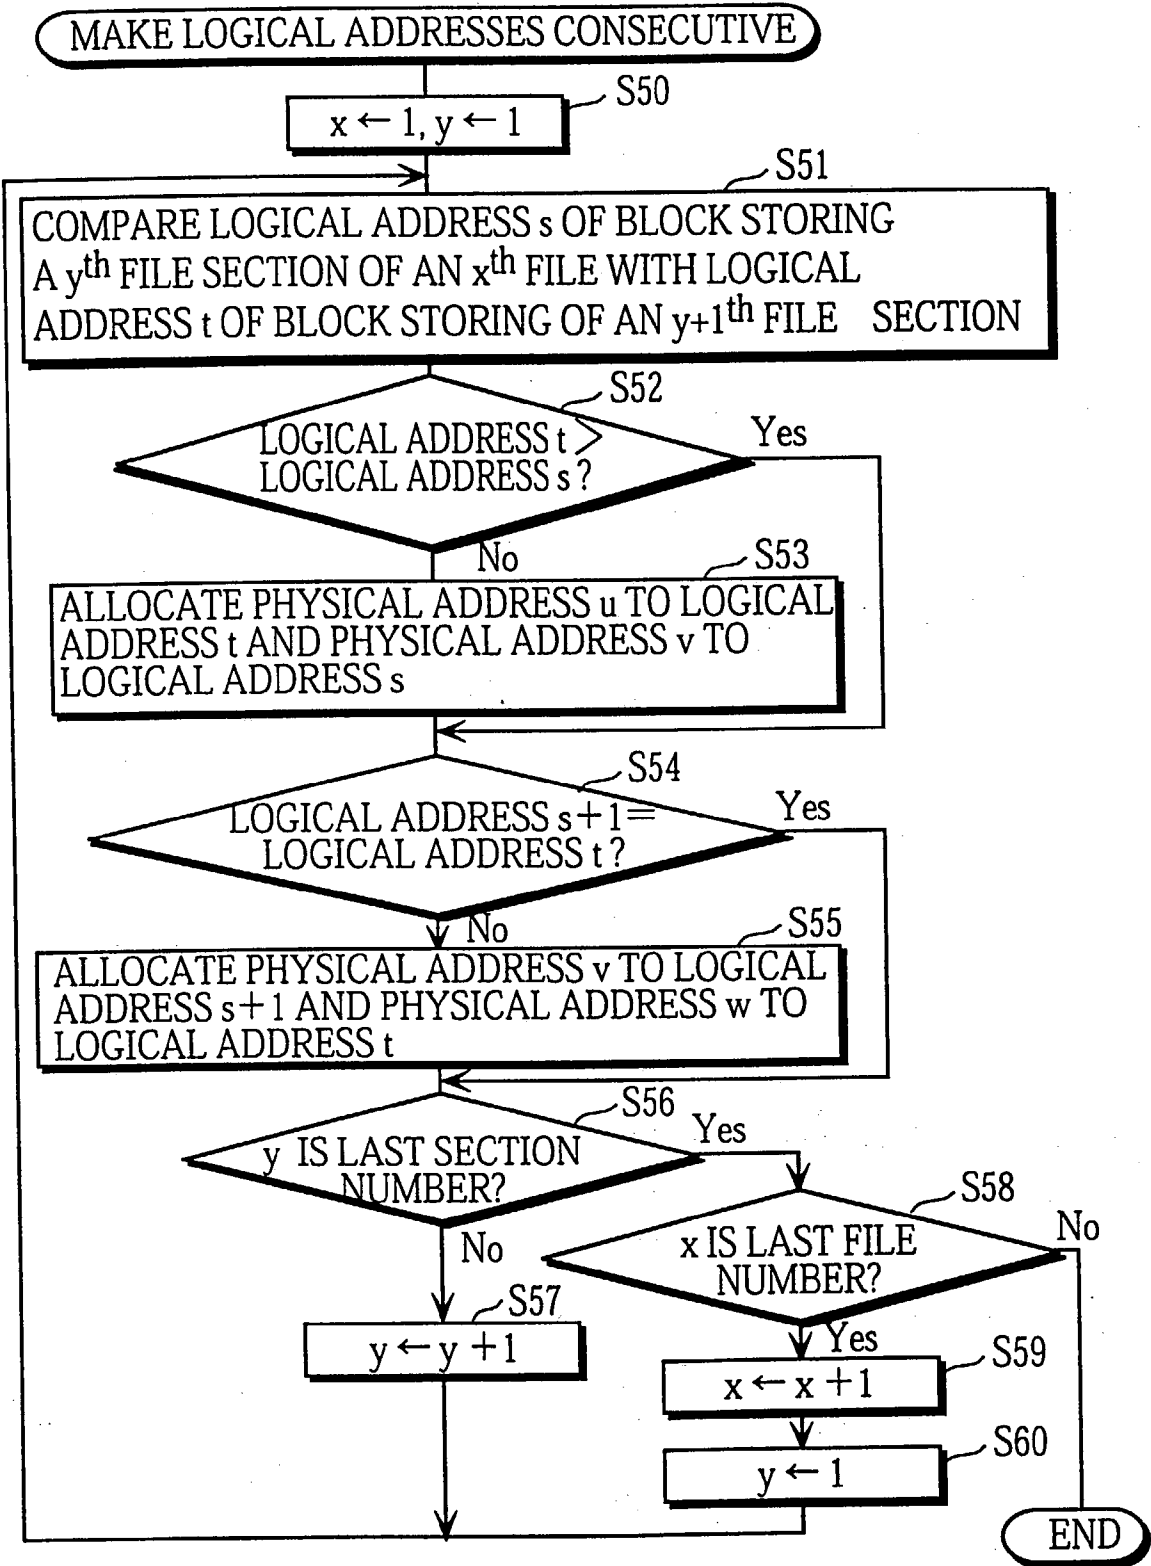 MAKE LOGICAL ADDRESSES CONSECUTIVE
S50
x ← 1, y ← 1
S51
COMPARE LOGICAL ADDRESS s OF BLOCK STORING
A yth FILE SECTION OF AN xth FILE WITH LOGICAL
ADDRESS t OF BLOCK STORING OF AN y+1th FILE SECTION
S52
LOGICAL ADDRESS t >
LOGICAL ADDRESS s ?
Yes
No
S53
ALLOCATE PHYSICAL ADDRESS u TO LOGICAL
ADDRESS t AND PHYSICAL ADDRESS v TO
LOGICAL ADDRESS s
S54
LOGICAL ADDRESS s+1=
LOGICAL ADDRESS t ?
Yes
No
S55
ALLOCATE PHYSICAL ADDRESS v TO LOGICAL
ADDRESS s+1 AND PHYSICAL ADDRESS w TO
LOGICAL ADDRESS t
S56
y IS LAST SECTION
NUMBER?
Yes
No
S58
x IS LAST FILE
NUMBER?
No
Yes
S57
y ← y +1
S59
x ← x +1
S60
y ← 1
END